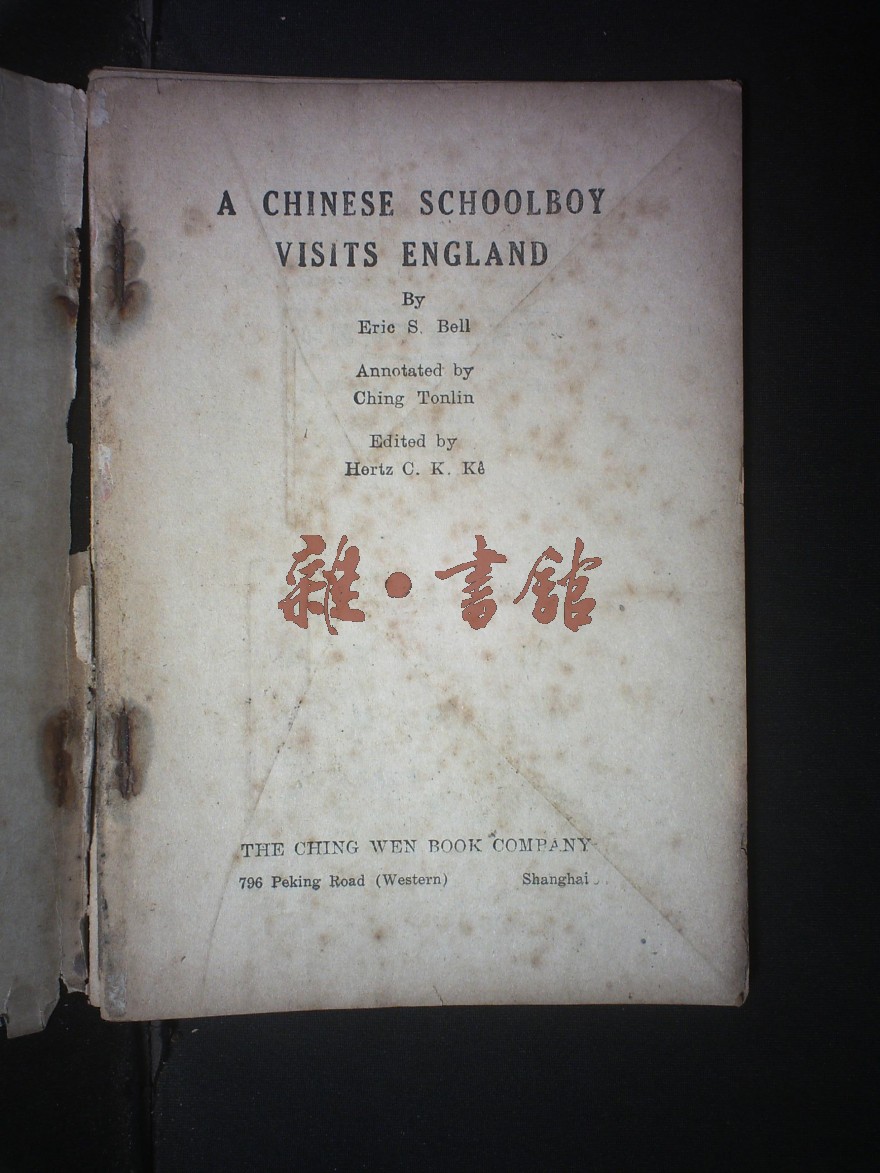 A CHINESE SCHOOLBOY
VISITS ENGLAND
By
Eric S. Bell
Annotated by
Ching Tonlin
Edited by
Hertz C. K. Kê
雜·書館
THE CHING WEN BOOK COMPANY
796 Peking Road (Western) Shanghai